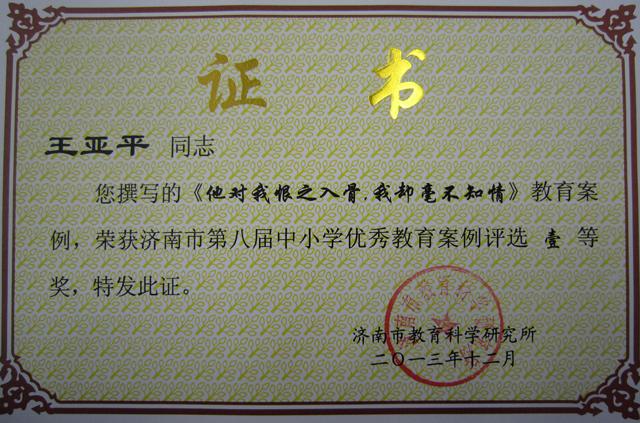 证书
王亚平 同志
您撰写的《他对我恨之入骨,我却毫不知情》教育案
例，荣获济南市第八届中小学优秀教育案例评选 壹 等
奖，特发此证。
济南市教育科学研究所
二〇一三年十二月